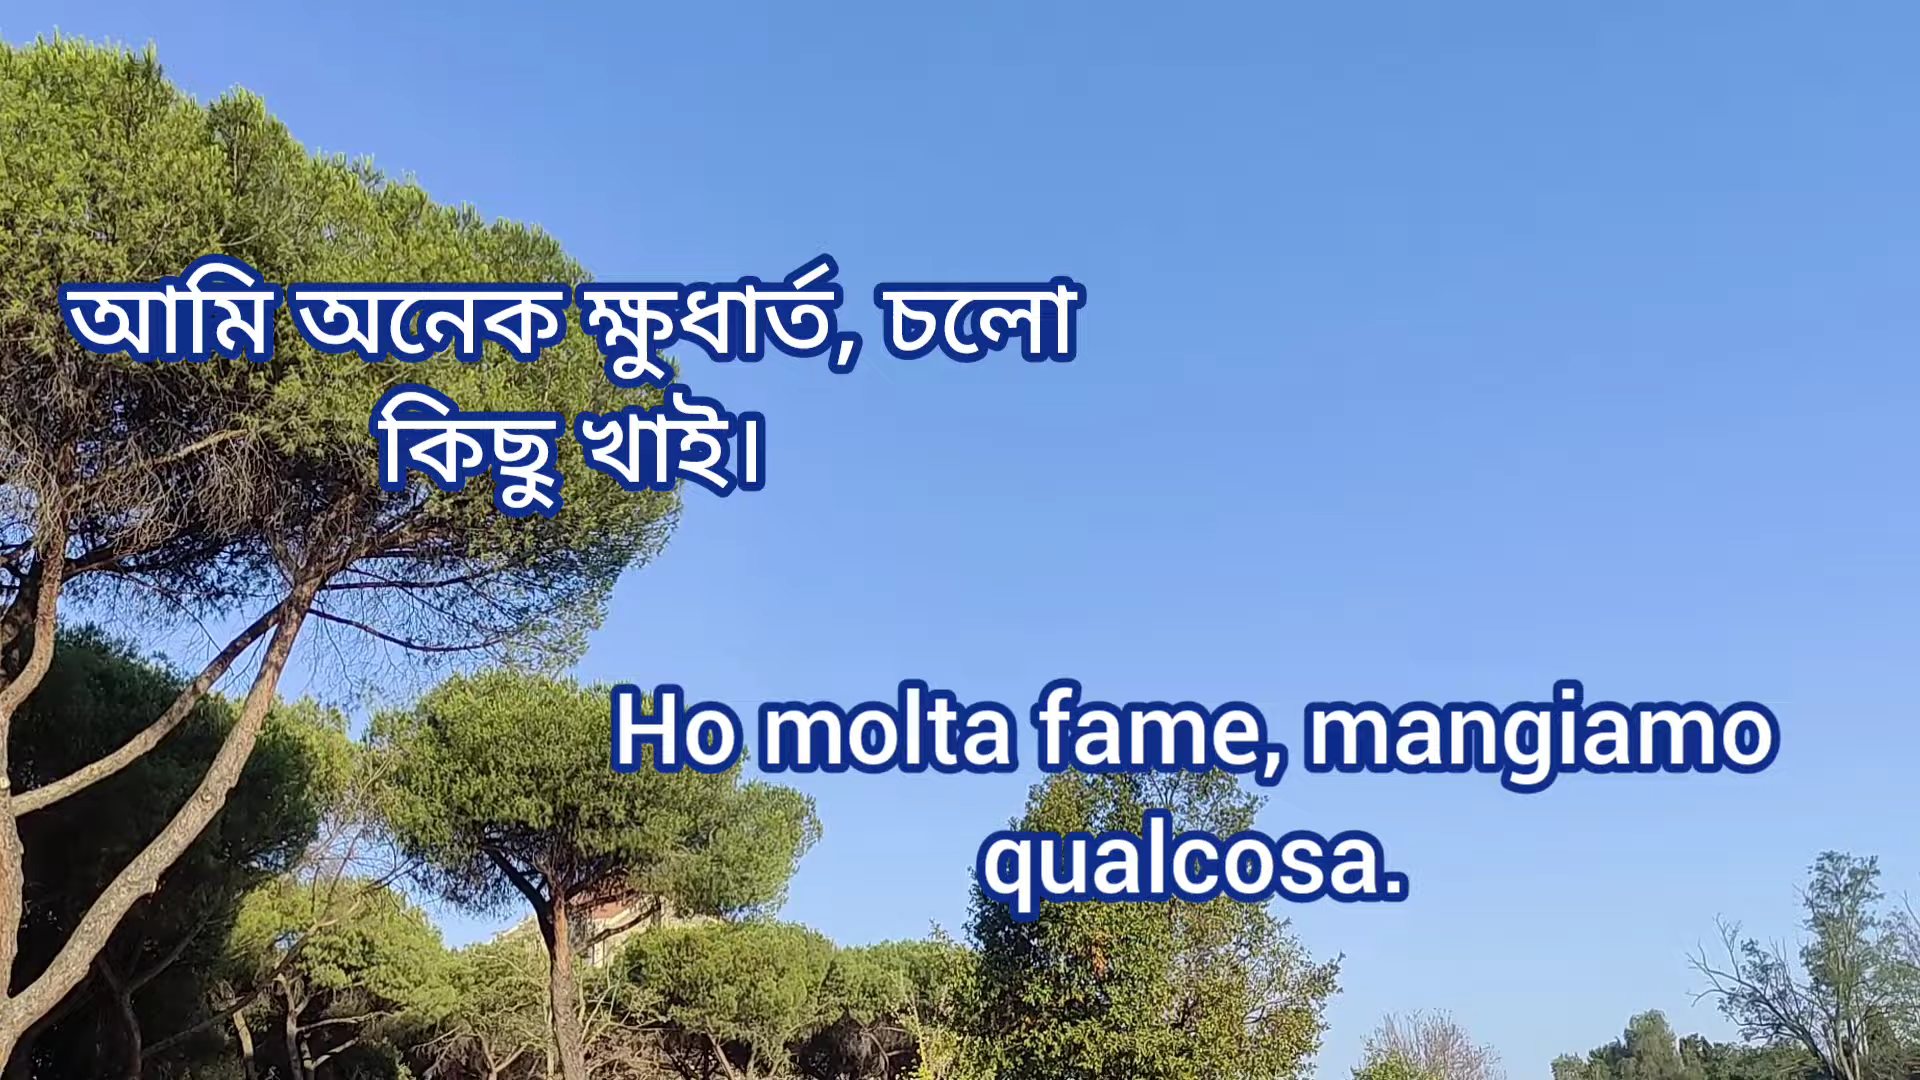 আমি অনেক ক্ষুধার্ত, চলো
কিছু খাই।
Ho molta fame, mangiamo
qualcosa.